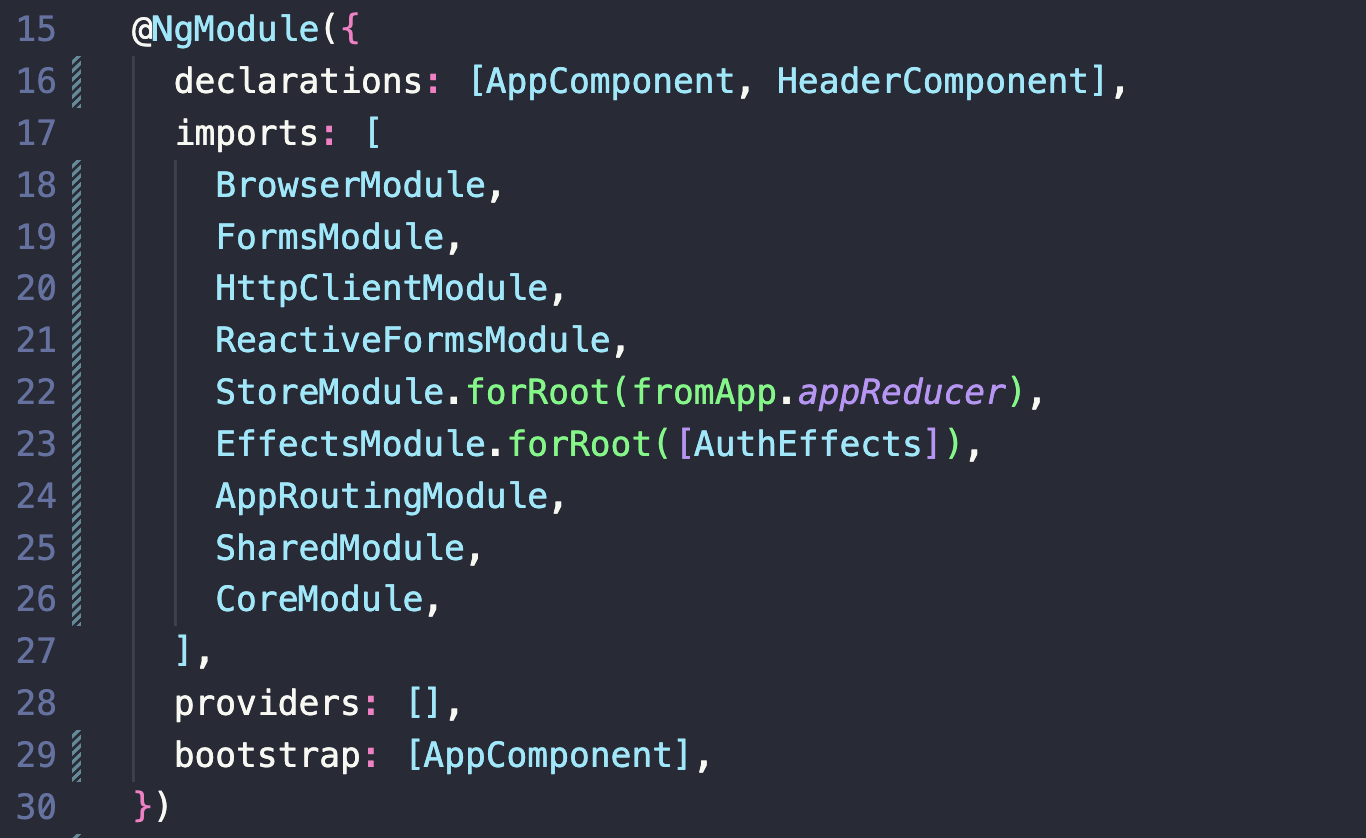 15 @NgModule({
16 declarations: [AppComponent, HeaderComponent],
17 imports: [
18 BrowserModule,
19 FormsModule,
20 HttpClientModule,
21 ReactiveFormsModule,
22 StoreModule.forRoot(fromApp.appReducer),
23 EffectsModule.forRoot([AuthEffects]),
24 AppRoutingModule,
25 SharedModule,
26 CoreModule,
27 ],
28 providers: [],
29 bootstrap: [AppComponent],
30 })